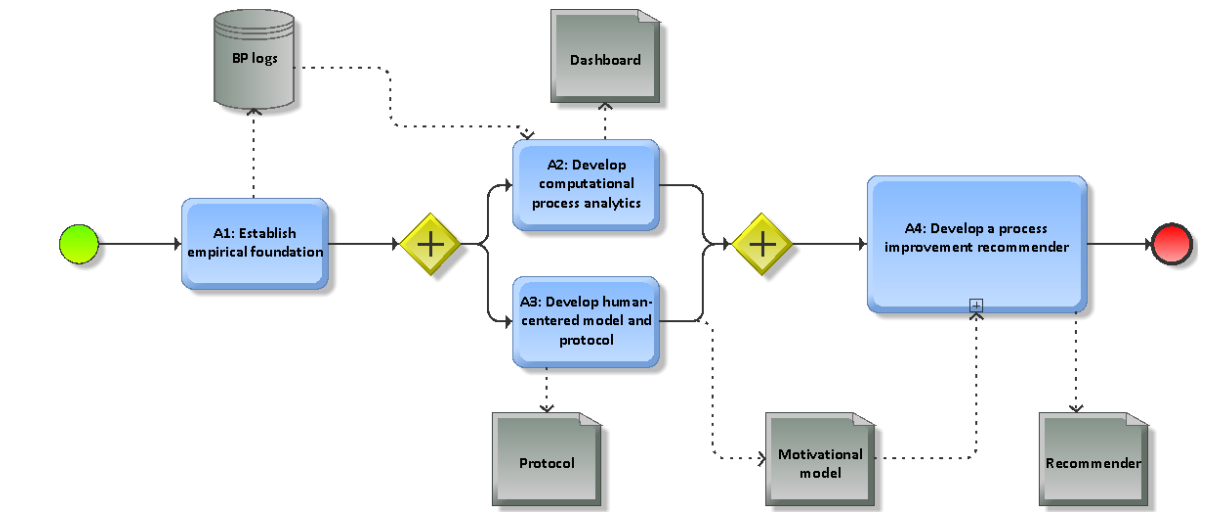 BP logs
Dashboard
A2: Develop
computational
process analytics
A1: Establish
empirical foundation
A4: Develop a process
improvement recommender
A3: Develop human-
centered model and
protocol
Protocol
Motivational
model
Recommender